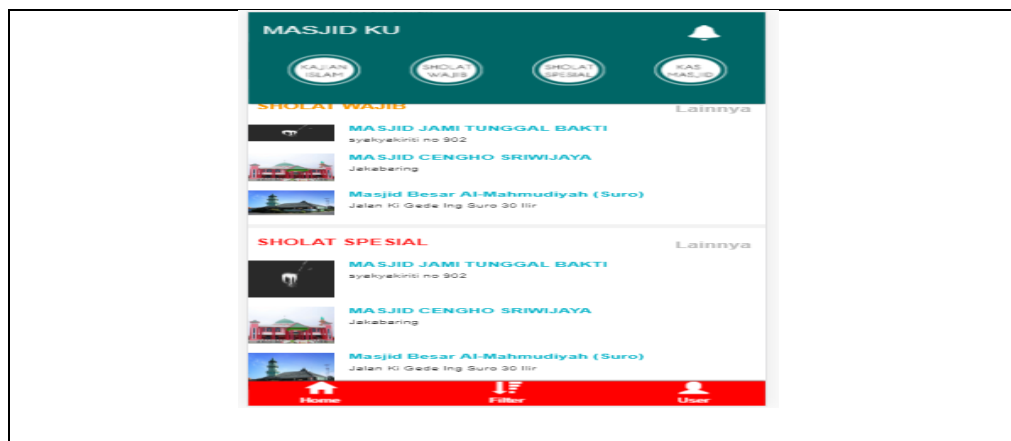 MASJID KU
KAJIAN ISLAM
SHOLAT WAJIB
SHOLAT SPESIAL
KAS MASJID
SHOLAT WAJIB Lainnya
MASJID JAMI TUNGGAL BAKTI
syakyakiriti no 902
MASJID CENGHO SRIWIJAYA
Jakabaring
Masjid Besar Al-Mahmudiyah (Suro)
Jalan Ki Gede Ing Suro 30 Ilir
SHOLAT SPESIAL Lainnya
MASJID JAMI TUNGGAL BAKTI
syakyakiriti no 902
MASJID CENGHO SRIWIJAYA
Jakabaring
Masjid Besar Al-Mahmudiyah (Suro)
Jalan Ki Gede Ing Suro 30 Ilir
Home Filter User